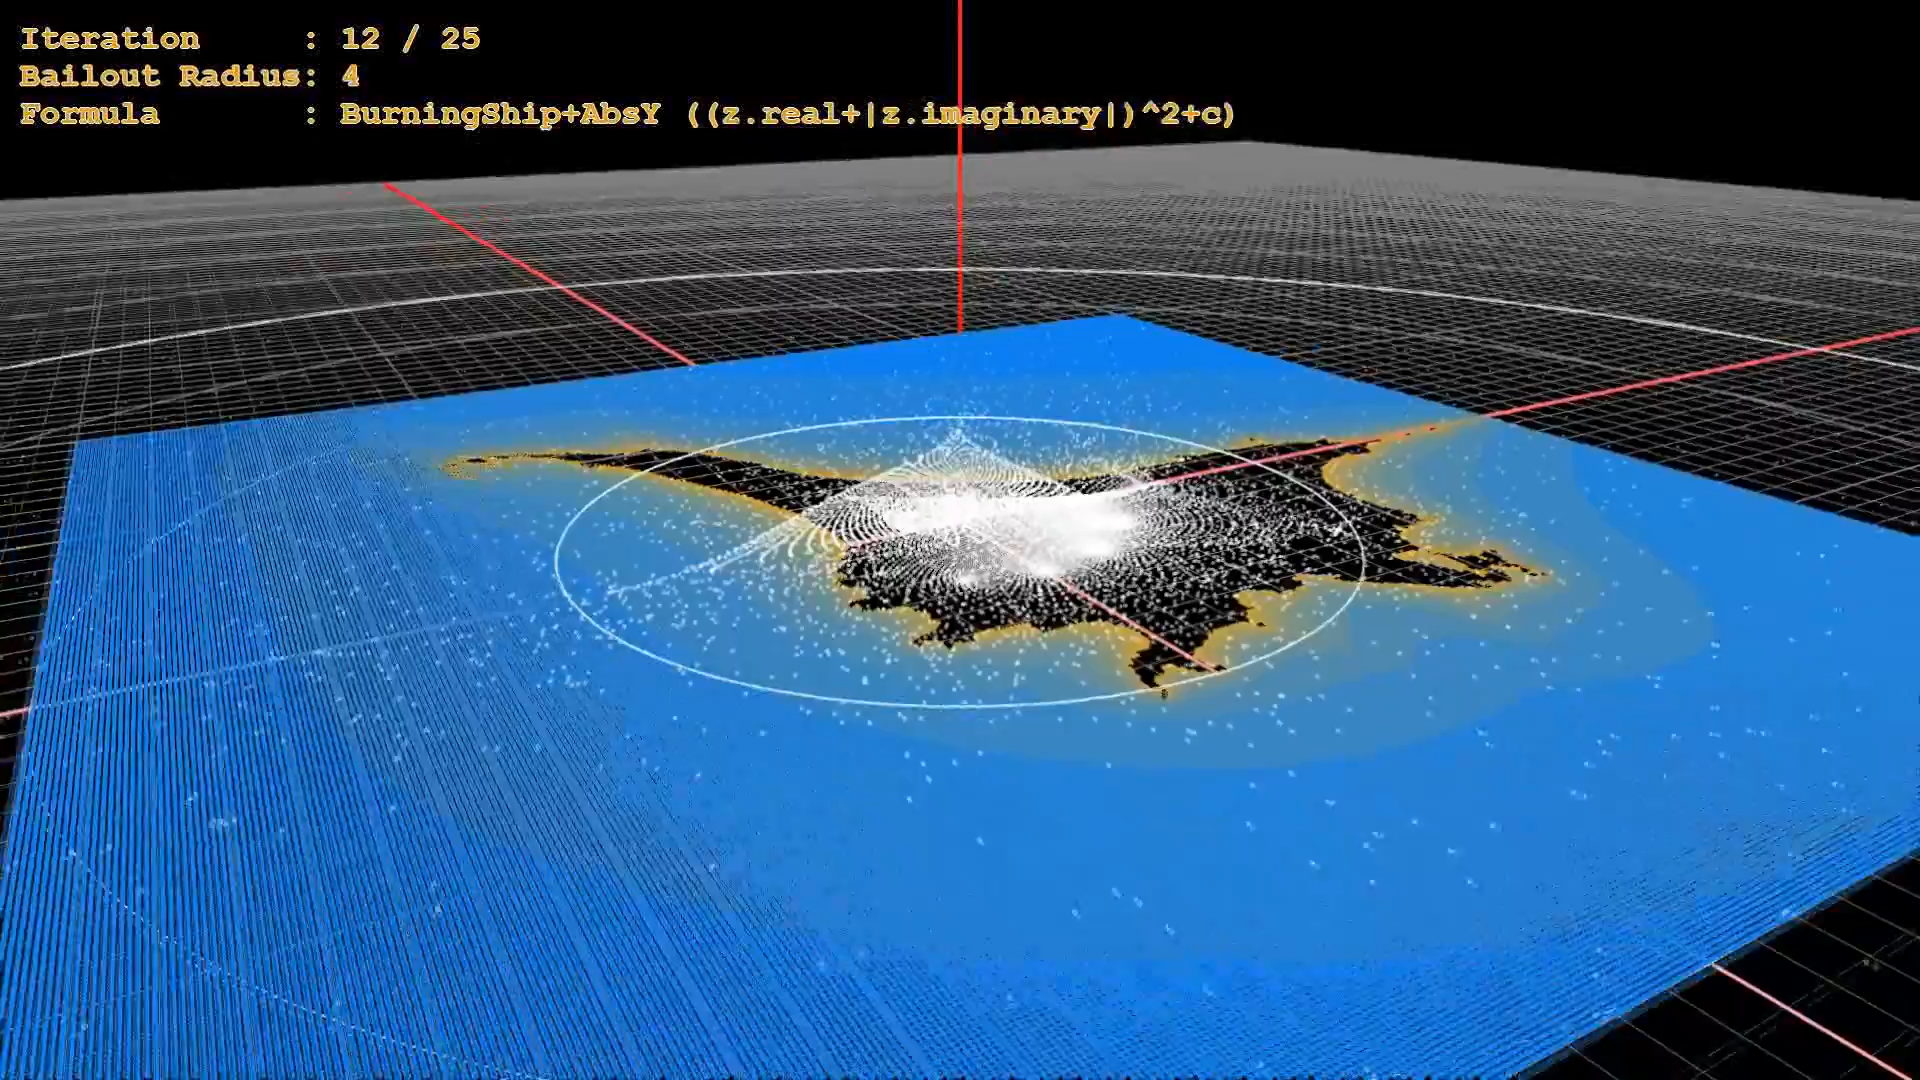 Iteration     : 12 / 25
Bailout Radius: 4
Formula       : BurningShip+AbsY ((z.real+|z.imaginary|)^2+c)